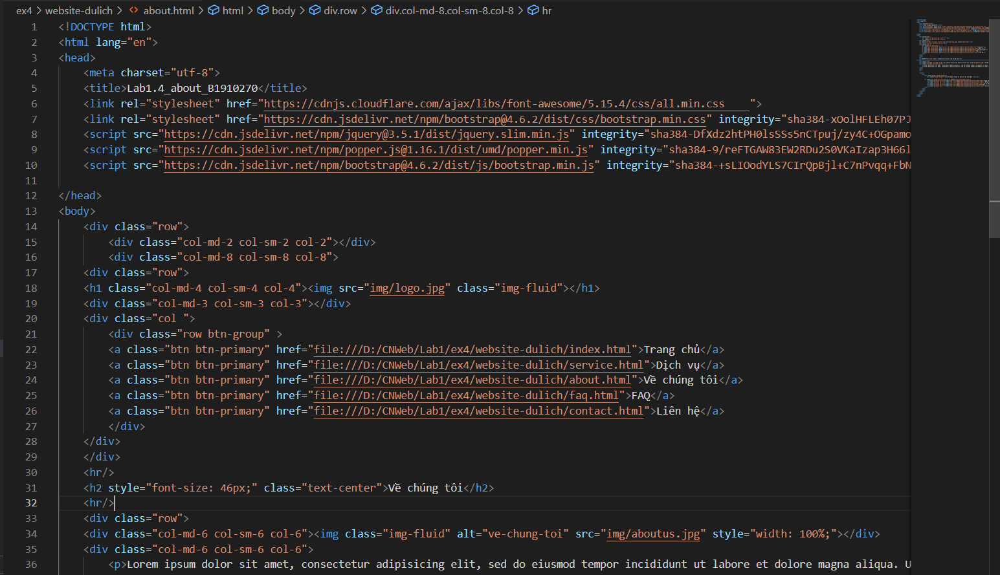 ex4 > website-dulich > <> about.html > html > body > div.row > div.col-md-8.col-sm-8.col-8 > hr
1 <!DOCTYPE html>
2 <html lang="en">
3 <head>
4 <meta charset="utf-8">
5 <title>Lab1.4_about_B1910270</title>
6 <link rel="stylesheet" href="https://cdnjs.cloudflare.com/ajax/libs/font-awesome/5.15.4/css/all.min.css    ">
7 <link rel="stylesheet" href="https://cdn.jsdelivr.net/npm/bootstrap@4.6.2/dist/css/bootstrap.min.css" integrity="sha384-xOolHFLEh07PJ
8 <script src="https://cdn.jsdelivr.net/npm/jquery@3.5.1/dist/jquery.slim.min.js" integrity="sha384-DfXdz2htPH0lsSSs5nCTpuj/zy4C+OGpamo
9 <script src="https://cdn.jsdelivr.net/npm/popper.js@1.16.1/dist/umd/popper.min.js" integrity="sha384-9/reFTGAW83EW2RDu2S0VKaIzap3H66l
10 <script src="https://cdn.jsdelivr.net/npm/bootstrap@4.6.2/dist/js/bootstrap.min.js" integrity="sha384-+sLIOodYLS7CIrQpBjl+C7nPvqq+FbN
11
12 </head>
13 <body>
14 <div class="row">
15 <div class="col-md-2 col-sm-2 col-2"></div>
16 <div class="col-md-8 col-sm-8 col-8">
17 <div class="row">
18 <h1 class="col-md-4 col-sm-4 col-4"><img src="img/logo.jpg" class="img-fluid"></h1>
19 <div class="col-md-3 col-sm-3 col-3"></div>
20 <div class="col ">
21 <div class="row btn-group" >
22 <a class="btn btn-primary" href="file:///D:/CNWeb/Lab1/ex4/website-dulich/index.html">Trang chủ</a>
23 <a class="btn btn-primary" href="file:///D:/CNWeb/Lab1/ex4/website-dulich/service.html">Dịch vụ</a>
24 <a class="btn btn-primary" href="file:///D:/CNWeb/Lab1/ex4/website-dulich/about.html">Về chúng tôi</a>
25 <a class="btn btn-primary" href="file:///D:/CNWeb/Lab1/ex4/website-dulich/faq.html">FAQ</a>
26 <a class="btn btn-primary" href="file:///D:/CNWeb/Lab1/ex4/website-dulich/contact.html">Liên hệ</a>
27 </div>
28 </div>
29 </div>
30 <hr/>
31 <h2 style="font-size: 46px;" class="text-center">Về chúng tôi</h2>
32 <hr/>
33 <div class="row">
34 <div class="col-md-6 col-sm-6 col-6"><img class="img-fluid" alt="ve-chung-toi" src="img/aboutus.jpg" style="width: 100%;"></div>
35 <div class="col-md-6 col-sm-6 col-6">
36 <p>Lorem ipsum dolor sit amet, consectetur adipisicing elit, sed do eiusmod tempor incididunt ut labore et dolore magna aliqua. U